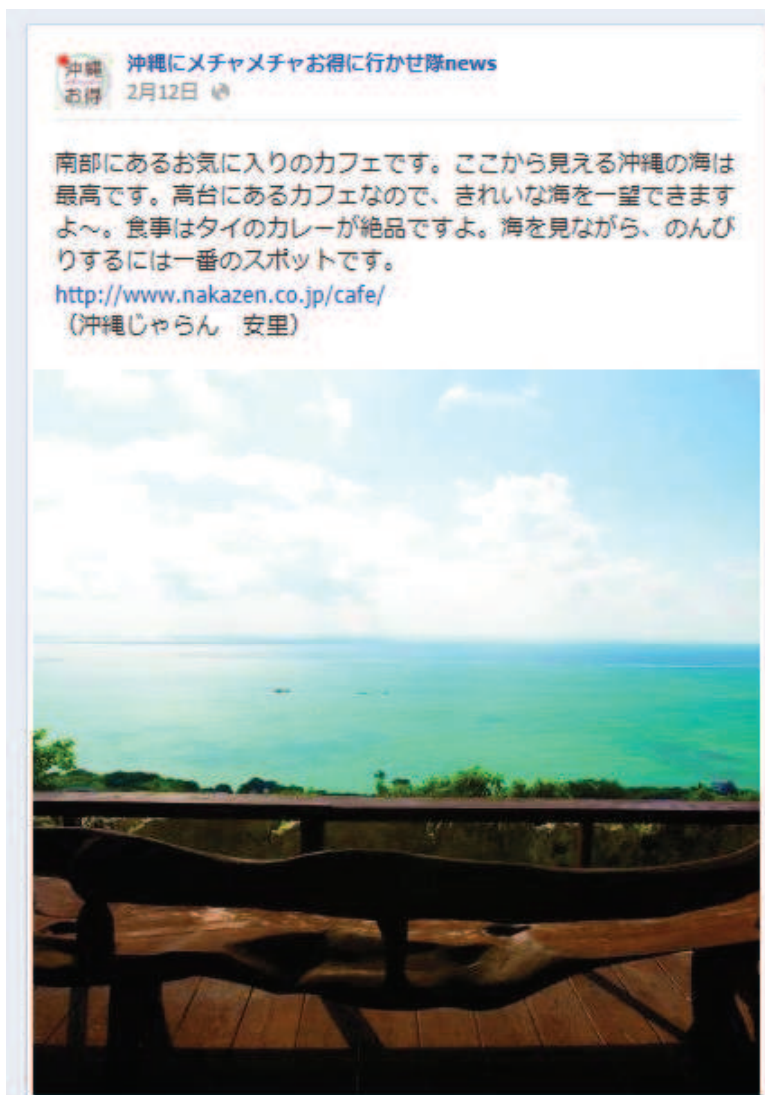 沖縄
お得
沖縄にメチャメチャお得に行かせ隊news
2月12日
南部にあるお気に入りのカフェです。ここから見える沖縄の海は
最高です。高台にあるカフェなので、きれいな海を一望できます
よ～。食事はタイのカレーが絶品ですよ。海を見ながら、のんび
りするには一番のスポットです。
http://www.nakazen.co.jp/cafe/
（沖縄じゃらん　安里）